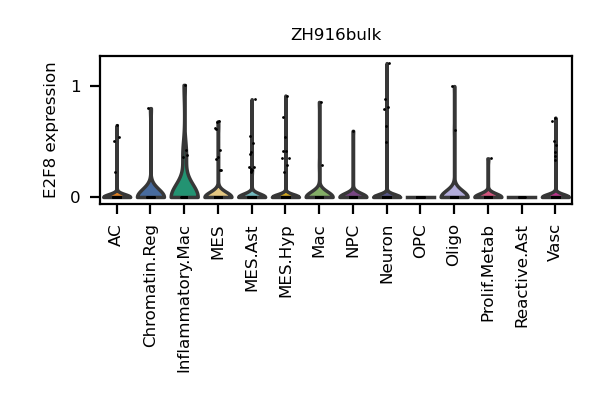 ZH916bulk
E2F8 expression
1
0
AC
Chromatin.Reg
Inflammatory.Mac
MES
MES.Ast
MES.Hyp
Mac
NPC
Neuron
OPC
Oligo
Prolif.Metab
Reactive.Ast
Vasc